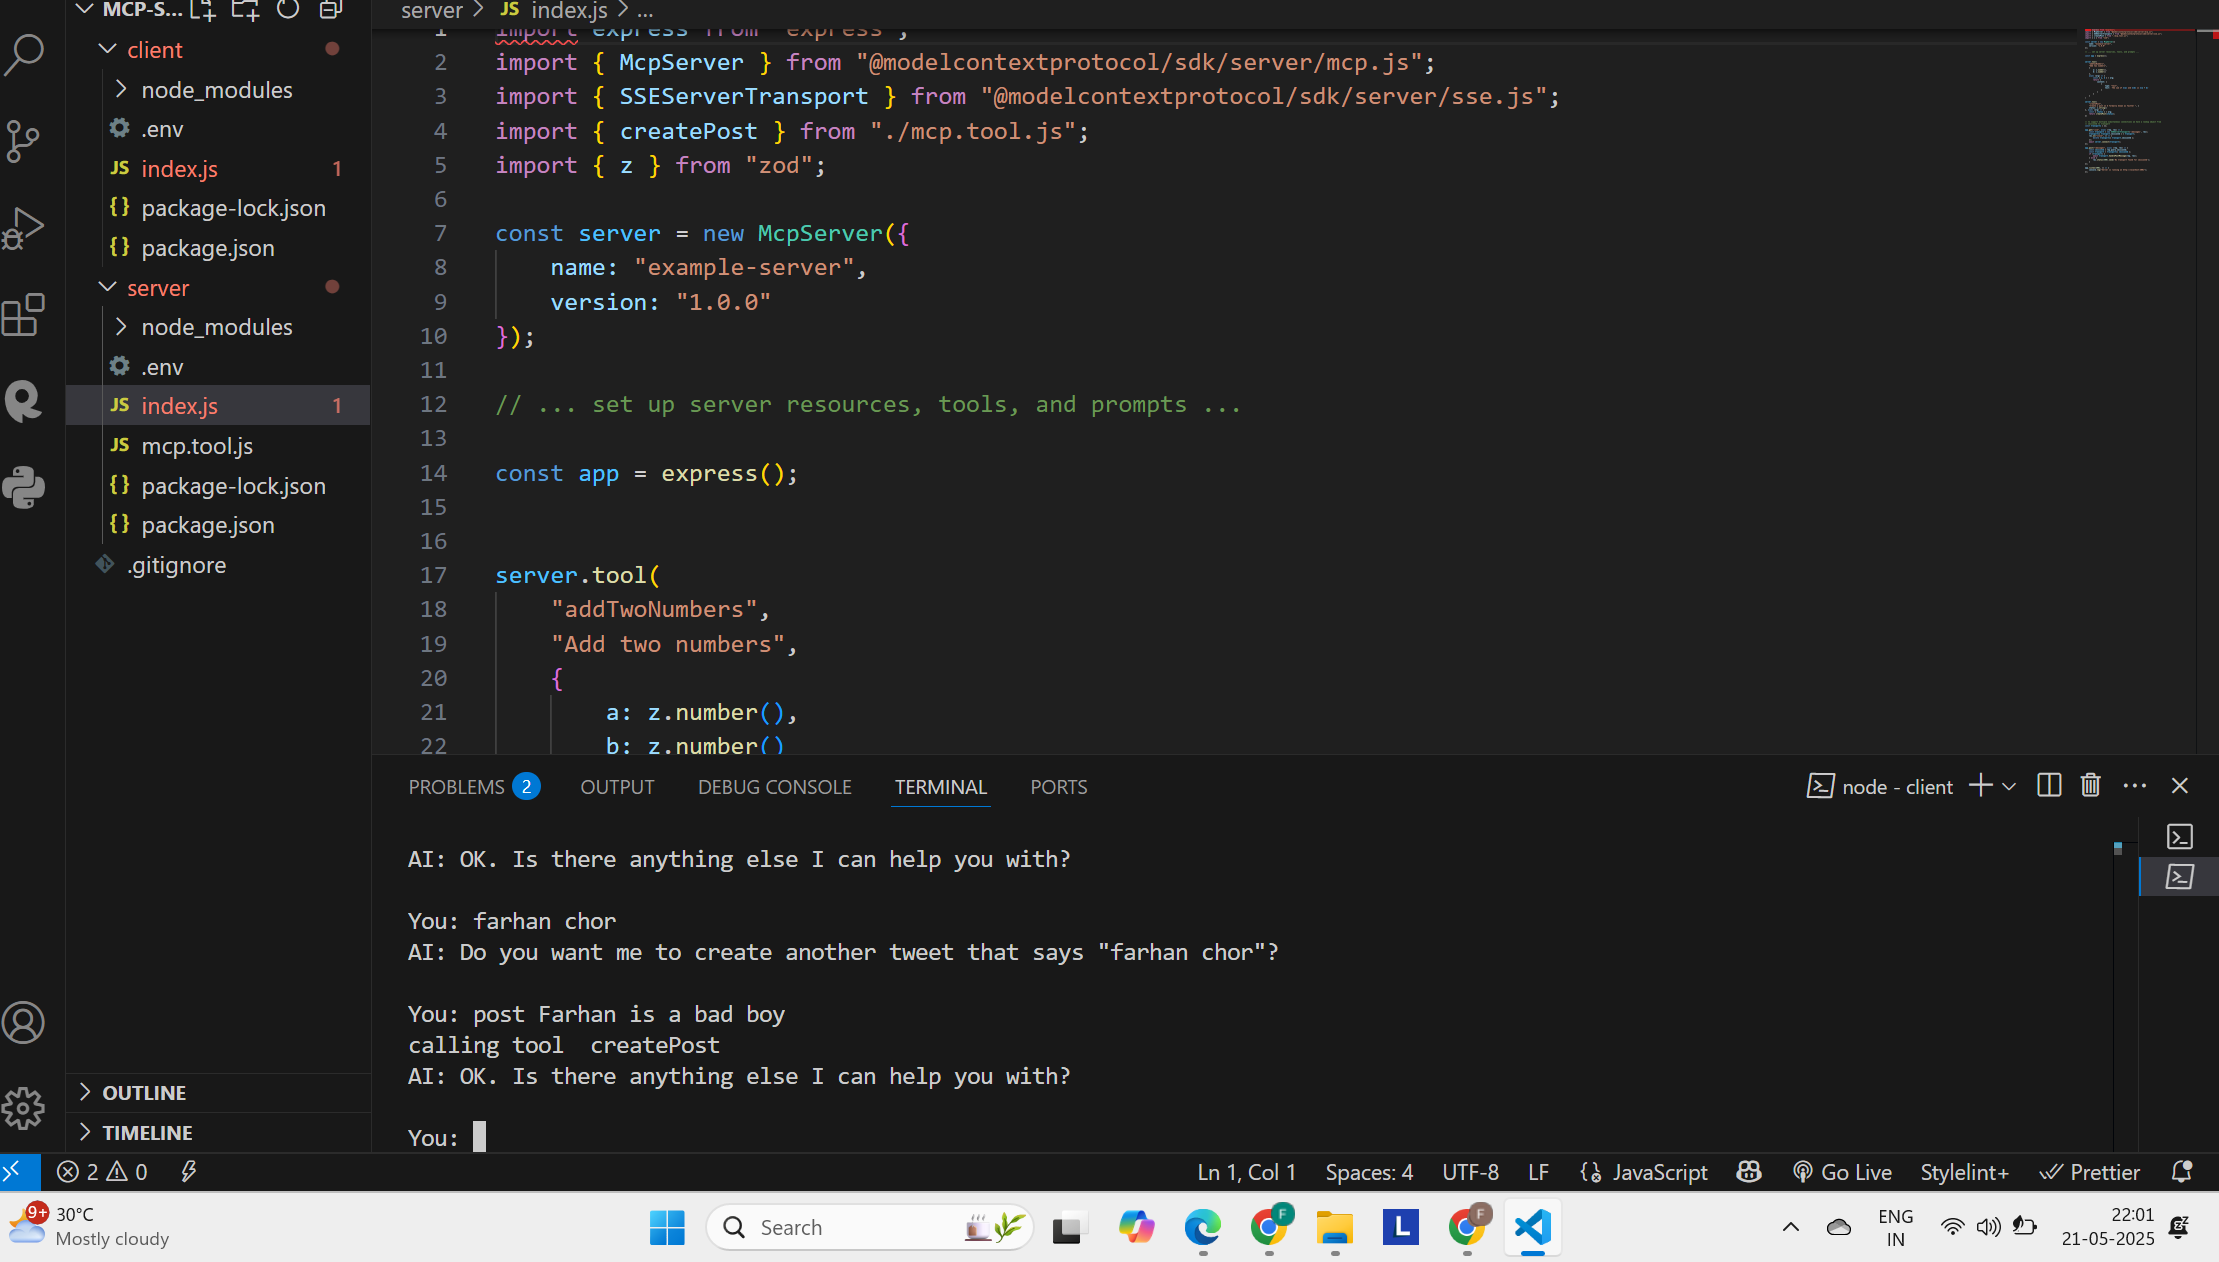 MCP-S...
client
node_modules
.env
JS index.js 1
{} package-lock.json
{} package.json
server
node_modules
.env
JS index.js 1
JS mcp.tool.js
{} package-lock.json
{} package.json
.gitignore
OUTLINE
TIMELINE
server > JS index.js > ...
1 import express from "express";
2 import { McpServer } from "@modelcontextprotocol/sdk/server/mcp.js";
3 import { SSEServerTransport } from "@modelcontextprotocol/sdk/server/sse.js";
4 import { createPost } from "./mcp.tool.js";
5 import { z } from "zod";
6
7 const server = new McpServer({
8 name: "example-server",
9 version: "1.0.0"
10 });
11
12 // ... set up server resources, tools, and prompts ...
13
14 const app = express();
15
16
17 server.tool(
18 "addTwoNumbers",
19 "Add two numbers",
20 {
21 a: z.number(),
22 b: z.number()
PROBLEMS 2 OUTPUT DEBUG CONSOLE TERMINAL PORTS node - client
AI: OK. Is there anything else I can help you with?
You: farhan chor
AI: Do you want me to create another tweet that says "farhan chor"?
You: post Farhan is a bad boy
calling tool  createPost
AI: OK. Is there anything else I can help you with?
You:
2 0 Ln 1, Col 1 Spaces: 4 UTF-8 LF JavaScript Go Live Stylelint+ Prettier
9+ 30°C
Mostly cloudy
Search
F
L
F
ENG
IN
22:01
21-05-2025